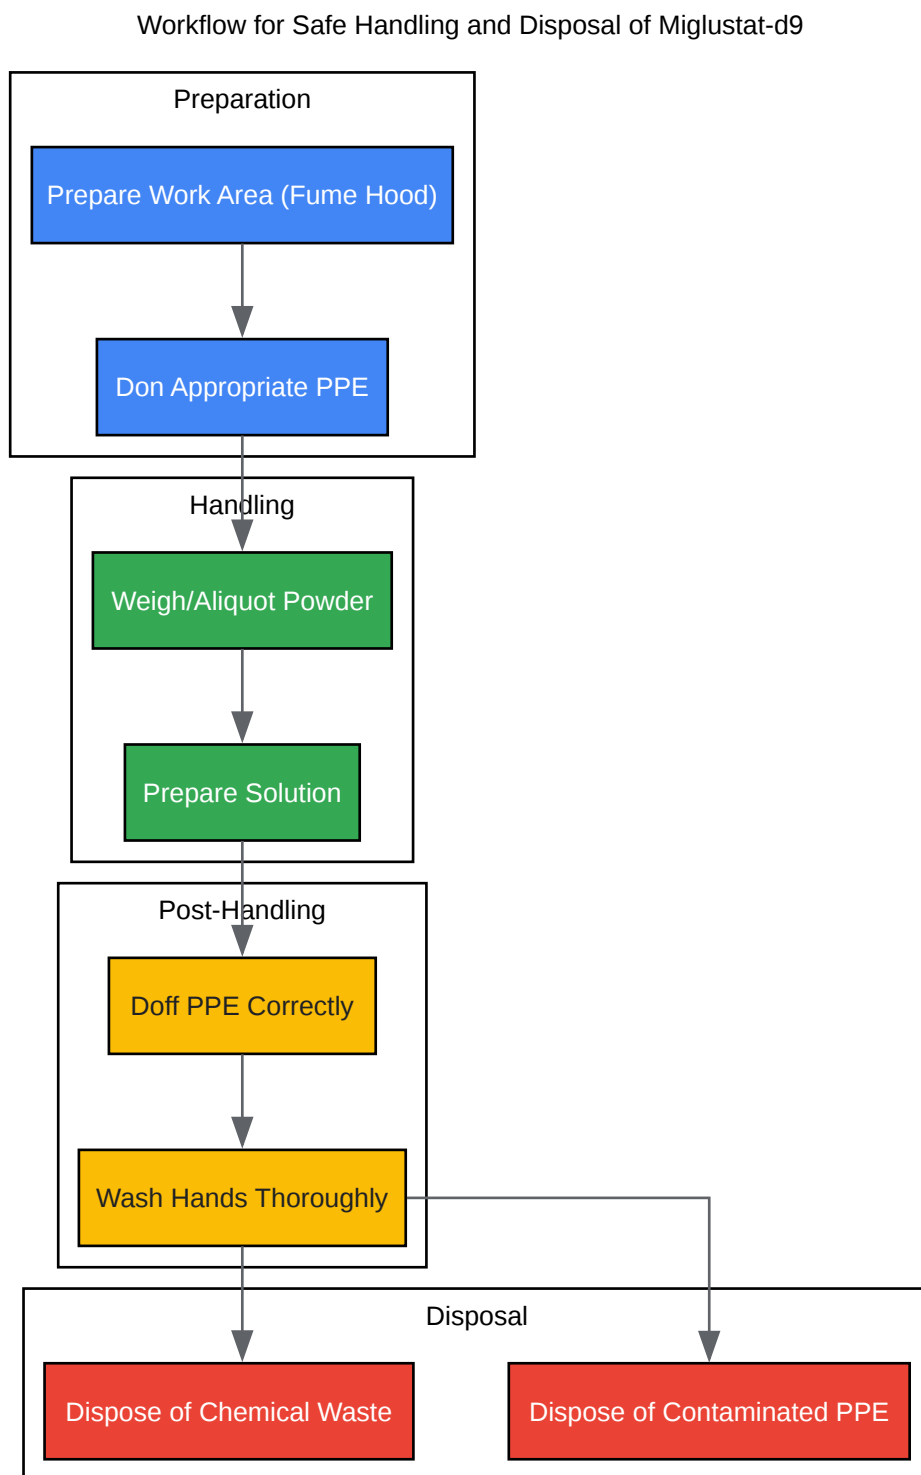 Workflow for Safe Handling and Disposal of Miglustat-d9
Preparation
Prepare Work Area (Fume Hood)
Don Appropriate PPE
Handling
Weigh/Aliquot Powder
Prepare Solution
Post-Handling
Doff PPE Correctly
Wash Hands Thoroughly
Disposal
Dispose of Chemical Waste
Dispose of Contaminated PPE